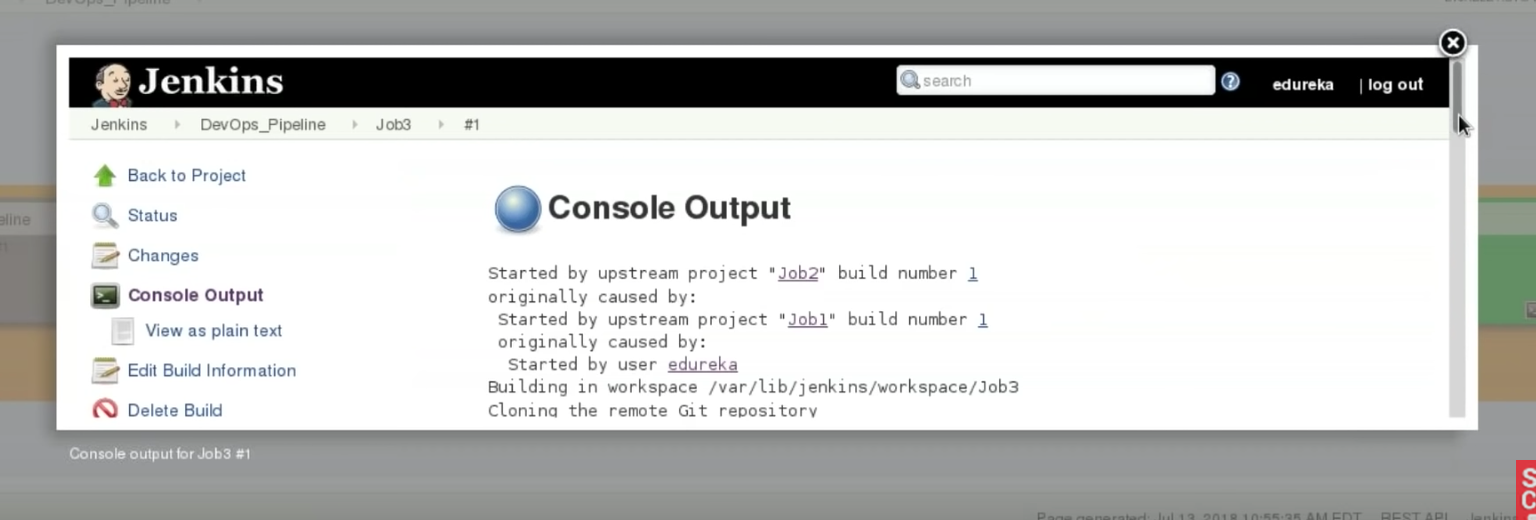 DevOps_Pipeline
Jenkins
search
edureka | log out
Jenkins DevOps_Pipeline Job3 #1
Back to Project
Status
Changes
Console Output
View as plain text
Edit Build Information
Delete Build
Console Output
Started by upstream project "Job2" build number 1
originally caused by:
Started by upstream project "Job1" build number 1
originally caused by:
Started by user edureka
Building in workspace /var/lib/jenkins/workspace/Job3
Cloning the remote Git repository
eline
Console output for Job3 #1
Page generated: Jul 13, 2018 10:55:35 AM EDT REST API Jenkins
S
C